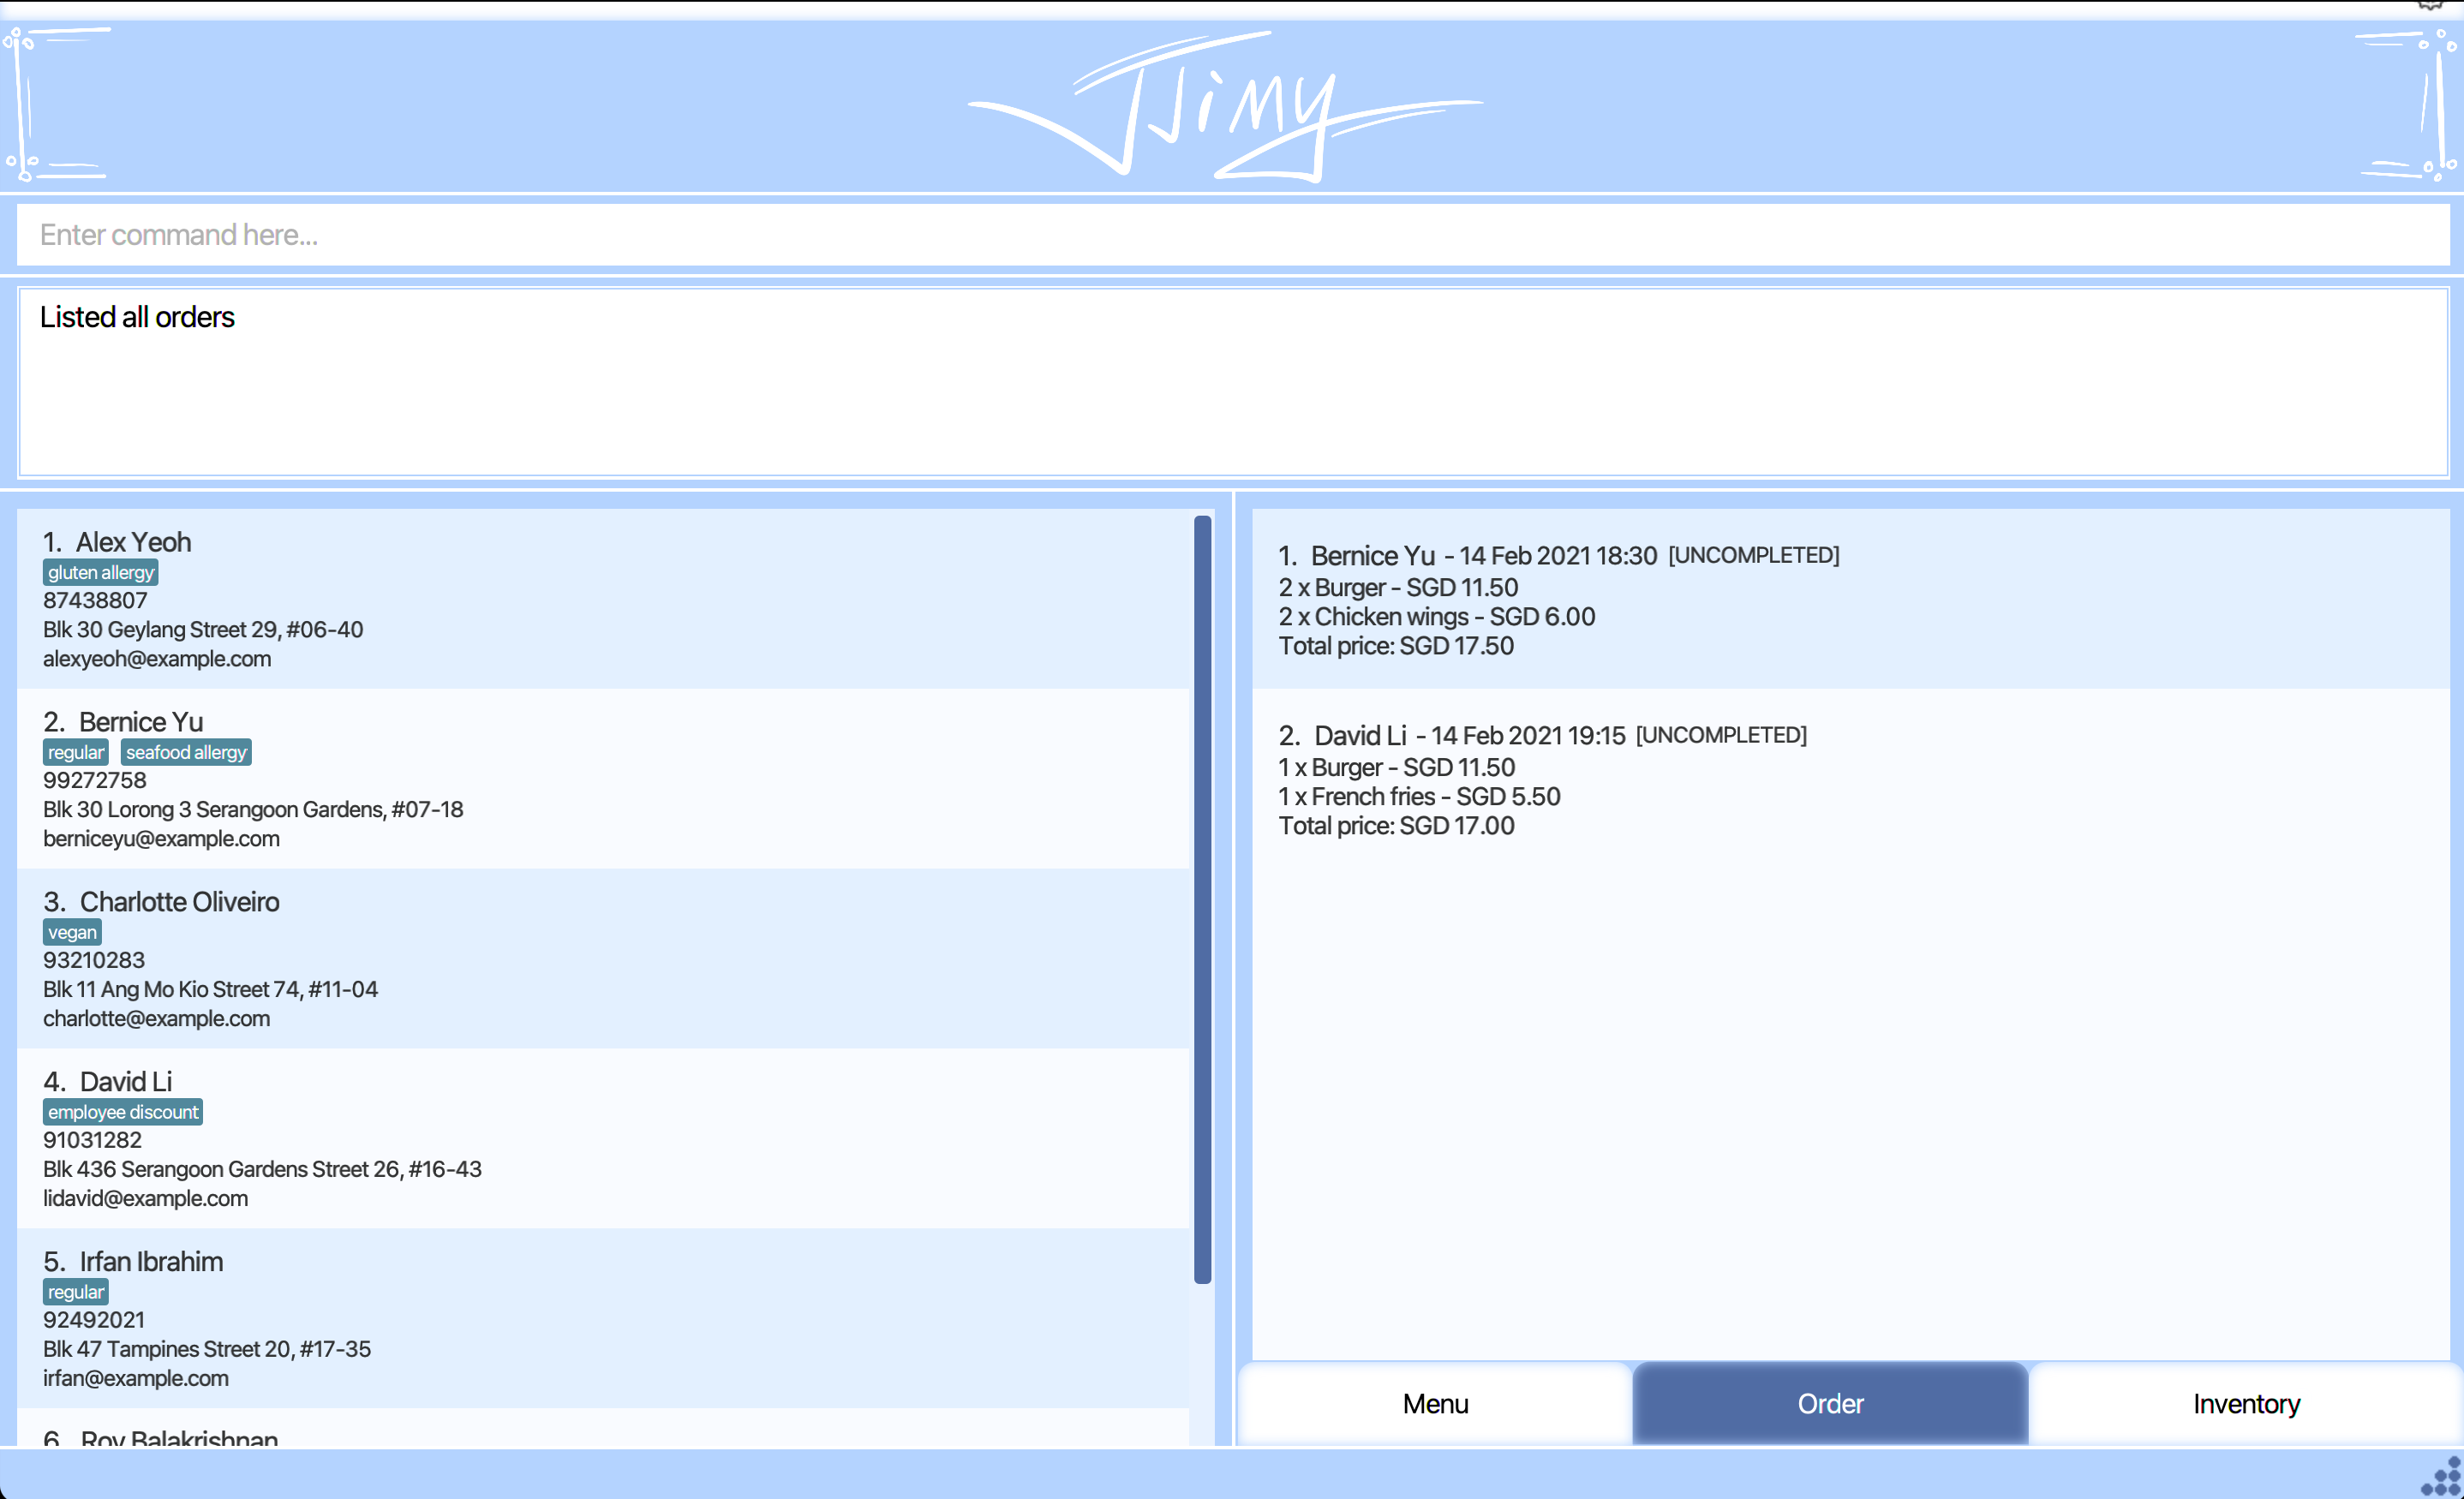 JJIMY
Enter command here...
Listed all orders
1. Alex Yeoh
gluten allergy
87438807
Blk 30 Geylang Street 29, #06-40
alexyeoh@example.com
2. Bernice Yu
regular seafood allergy
99272758
Blk 30 Lorong 3 Serangoon Gardens, #07-18
berniceyu@example.com
3. Charlotte Oliveiro
vegan
93210283
Blk 11 Ang Mo Kio Street 74, #11-04
charlotte@example.com
4. David Li
employee discount
91031282
Blk 436 Serangoon Gardens Street 26, #16-43
lidavid@example.com
5. Irfan Ibrahim
regular
92492021
Blk 47 Tampines Street 20, #17-35
irfan@example.com
6. Roy Balakrishnan
1. Bernice Yu - 14 Feb 2021 18:30 [UNCOMPLETED]
2 x Burger - SGD 11.50
2 x Chicken wings - SGD 6.00
Total price: SGD 17.50
2. David Li - 14 Feb 2021 19:15 [UNCOMPLETED]
1 x Burger - SGD 11.50
1 x French fries - SGD 5.50
Total price: SGD 17.00
Menu
Order
Inventory